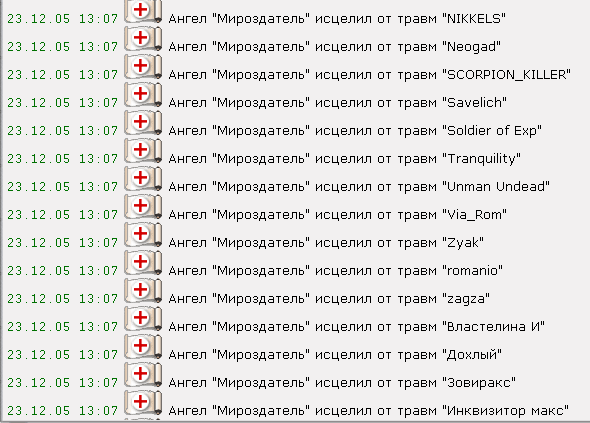 23.12.05 13:07 Ангел "Мироздатель" исцелил от травм "NIKKELS"
23.12.05 13:07 Ангел "Мироздатель" исцелил от травм "Neogad"
23.12.05 13:07 Ангел "Мироздатель" исцелил от травм "SCORPION_KILLER"
23.12.05 13:07 Ангел "Мироздатель" исцелил от травм "Savelich"
23.12.05 13:07 Ангел "Мироздатель" исцелил от травм "Soldier of Exp"
23.12.05 13:07 Ангел "Мироздатель" исцелил от травм "Tranquility"
23.12.05 13:07 Ангел "Мироздатель" исцелил от травм "Unman Undead"
23.12.05 13:07 Ангел "Мироздатель" исцелил от травм "Via_Rom"
23.12.05 13:07 Ангел "Мироздатель" исцелил от травм "Zyak"
23.12.05 13:07 Ангел "Мироздатель" исцелил от травм "romanio"
23.12.05 13:07 Ангел "Мироздатель" исцелил от травм "zagza"
23.12.05 13:07 Ангел "Мироздатель" исцелил от травм "Властелина И"
23.12.05 13:07 Ангел "Мироздатель" исцелил от травм "Дохлый"
23.12.05 13:07 Ангел "Мироздатель" исцелил от травм "Зовиракс"
23.12.05 13:07 Ангел "Мироздатель" исцелил от травм "Инквизитор макс"